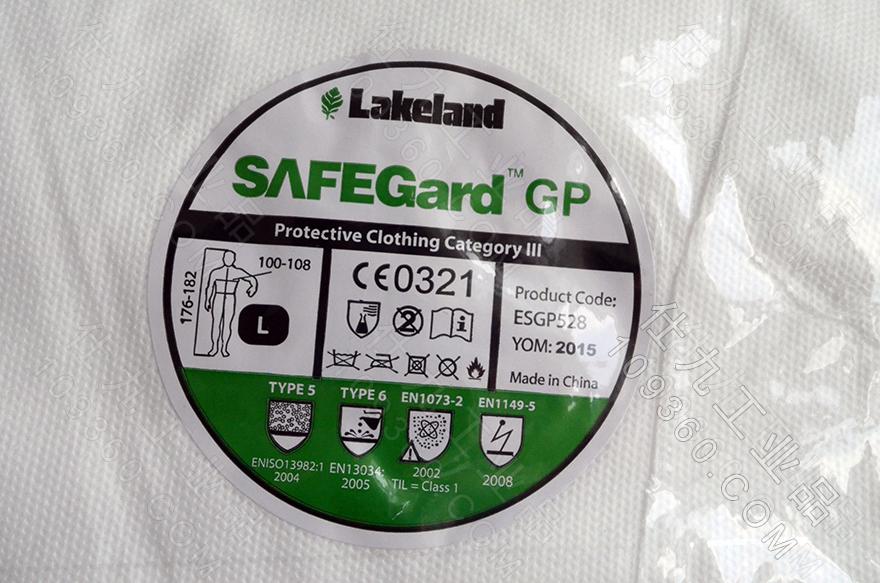 Lakeland
SAFEGard™ GP
Protective Clothing Category III
176-182
100-108
L
CE0321
2
i
Product Code:
ESGP528
YOM: 2015
Made in China
TYPE 5
ENISO13982:1
2004
TYPE 6
EN13034:
2005
EN1073-2
2002
TIL = Class 1
EN1149-5
2008
仕九工业品
109360.COM